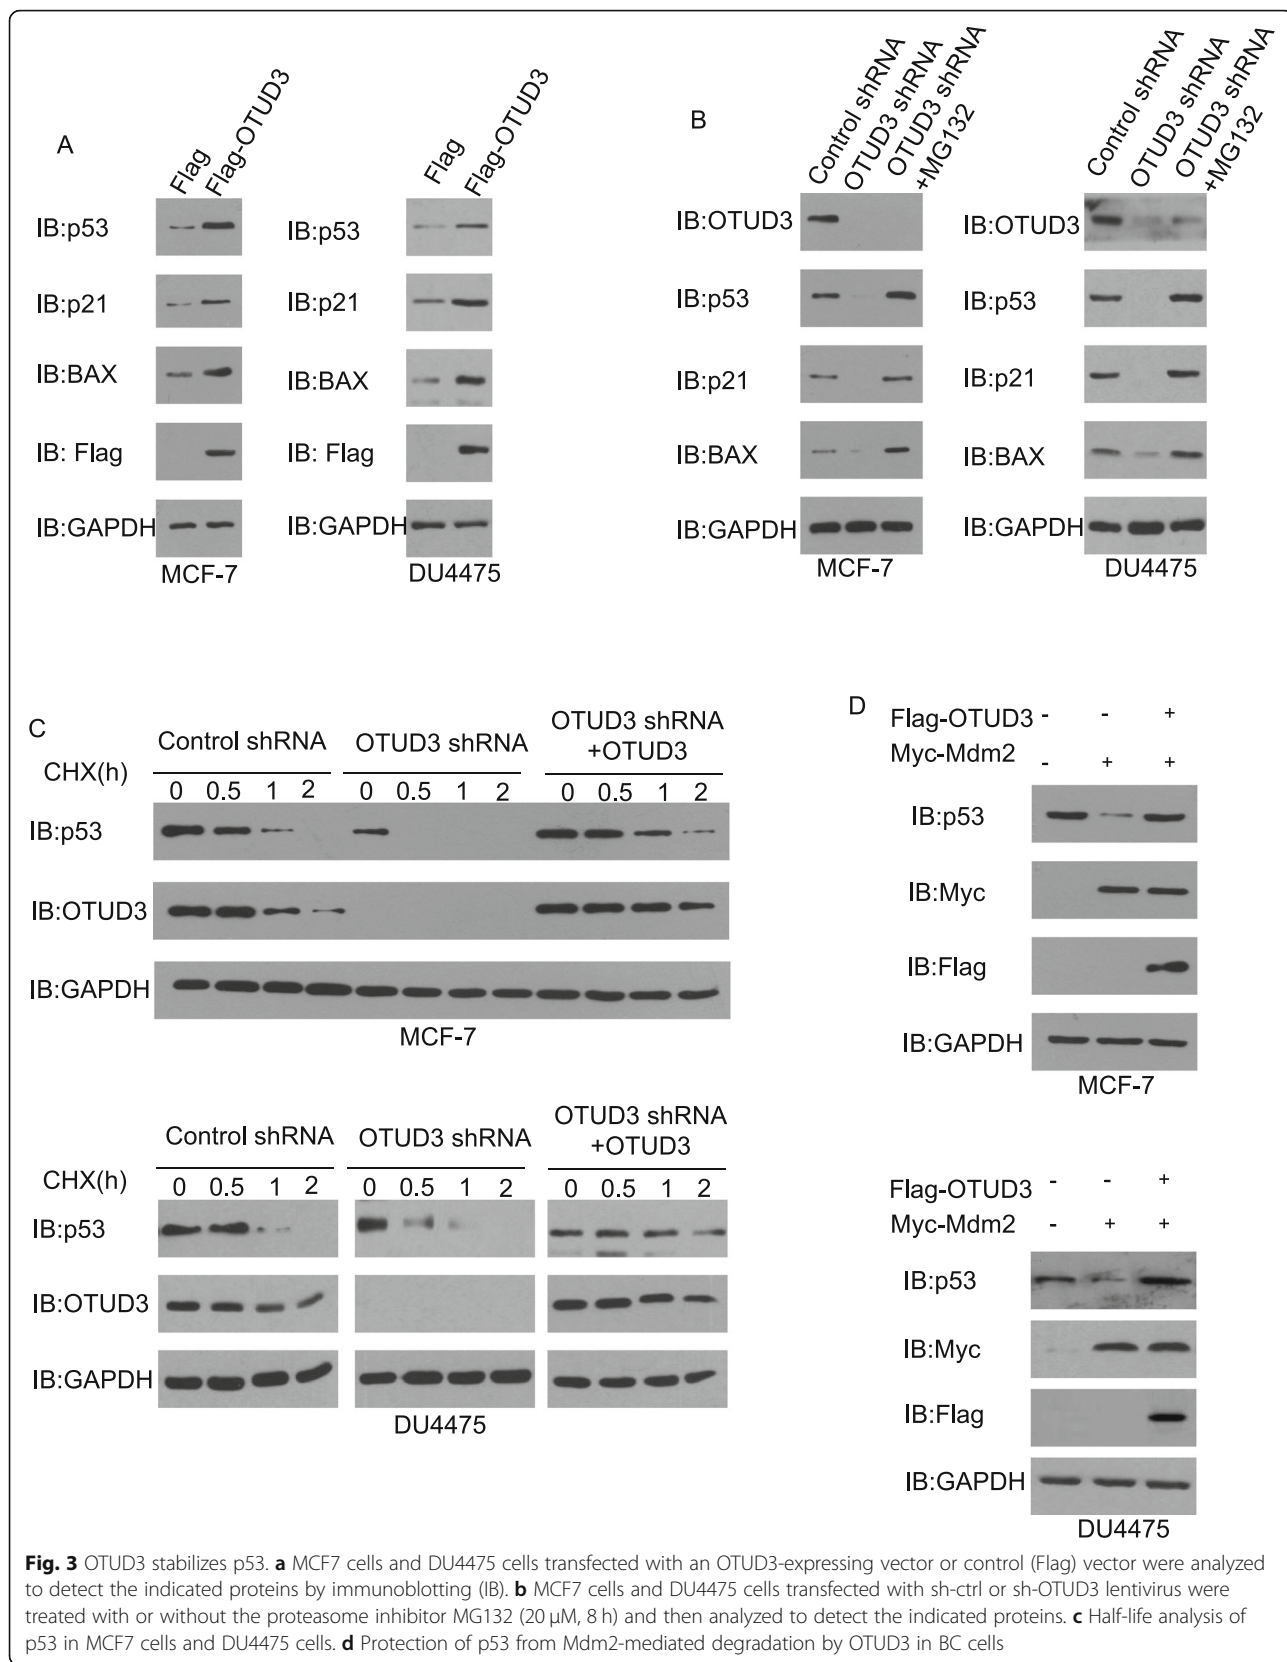 A
Flag
Flag-OTUD3
Flag
Flag-OTUD3
IB:p53
IB:p53
IB:p21
IB:p21
IB:BAX
IB:BAX
IB: Flag
IB: Flag
IB:GAPDH
IB:GAPDH
MCF-7
DU4475
B
Control shRNA
OTUD3 shRNA
OTUD3 shRNA
+MG132
Control shRNA
OTUD3 shRNA
OTUD3 shRNA
+MG132
IB:OTUD3
IB:OTUD3
IB:p53
IB:p53
IB:p21
IB:p21
IB:BAX
IB:BAX
IB:GAPDH
IB:GAPDH
MCF-7
DU4475
C
Control shRNA
OTUD3 shRNA
OTUD3 shRNA
+OTUD3
CHX(h)
0 0.5 1 2 0 0.5 1 2 0 0.5 1 2
IB:p53
IB:OTUD3
IB:GAPDH
MCF-7
Control shRNA
OTUD3 shRNA
OTUD3 shRNA
+OTUD3
CHX(h)
0 0.5 1 2 0 0.5 1 2 0 0.5 1 2
IB:p53
IB:OTUD3
IB:GAPDH
DU4475
D
Flag-OTUD3 - - +
Myc-Mdm2 - + +
IB:p53
IB:Myc
IB:Flag
IB:GAPDH
MCF-7
Flag-OTUD3 - - +
Myc-Mdm2 - + +
IB:p53
IB:Myc
IB:Flag
IB:GAPDH
DU4475
Fig. 3 OTUD3 stabilizes p53. a MCF7 cells and DU4475 cells transfected with an OTUD3-expressing vector or control (Flag) vector were analyzed
to detect the indicated proteins by immunoblotting (IB). b MCF7 cells and DU4475 cells transfected with sh-ctrl or sh-OTUD3 lentivirus were
treated with or without the proteasome inhibitor MG132 (20 μM, 8 h) and then analyzed to detect the indicated proteins. c Half-life analysis of
p53 in MCF7 cells and DU4475 cells. d Protection of p53 from Mdm2-mediated degradation by OTUD3 in BC cells